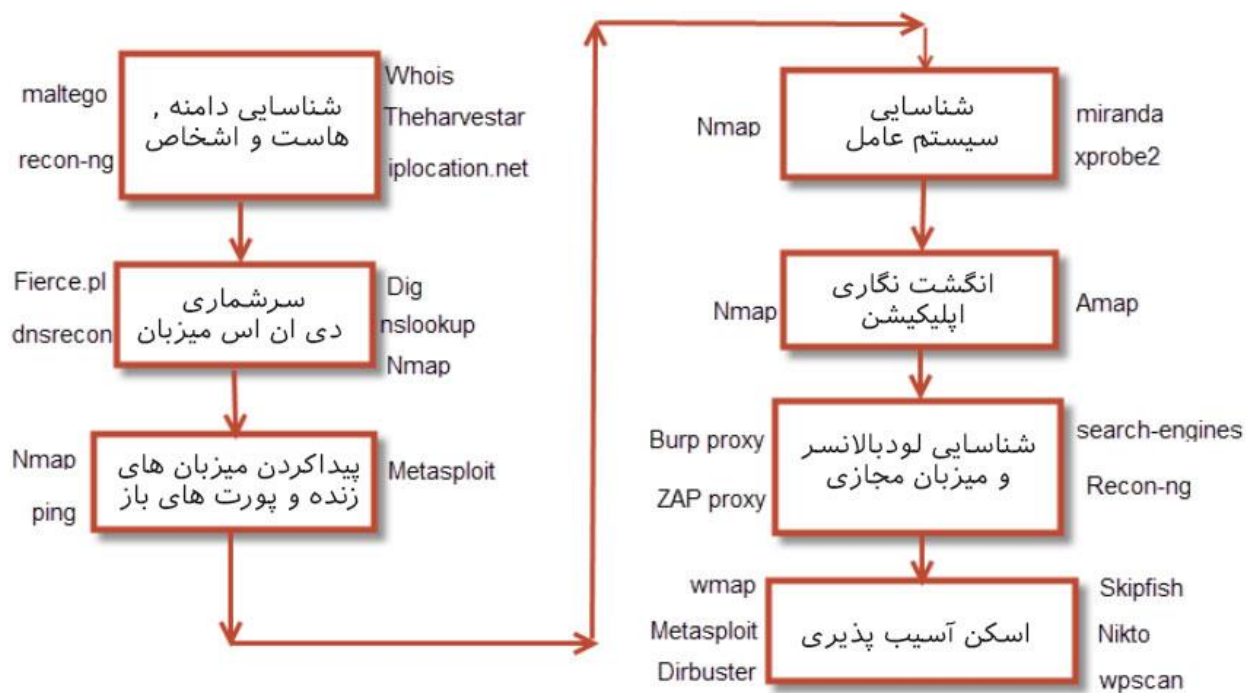 maltego
recon-ng
شناسایی دامنه ,
هاست و اشخاص
Whois
Theharvestar
iplocation.net
Fierce.pl
dnsrecon
سرشماری
دی ان اس میزبان
Dig
nslookup
Nmap
Nmap
ping
پیداکردن میزبان های
زنده و پورت های باز
Metasploit
Nmap
شناسایی
سیستم عامل
miranda
xprobe2
Nmap
انگشت نگاری
اپلیکیشن
Amap
Burp proxy
ZAP proxy
شناسایی لودبالانسر
و میزبان مجازی
search-engines
Recon-ng
wmap
Metasploit
Dirbuster
اسکن آسیب پذیری
Skipfish
Nikto
wpscan